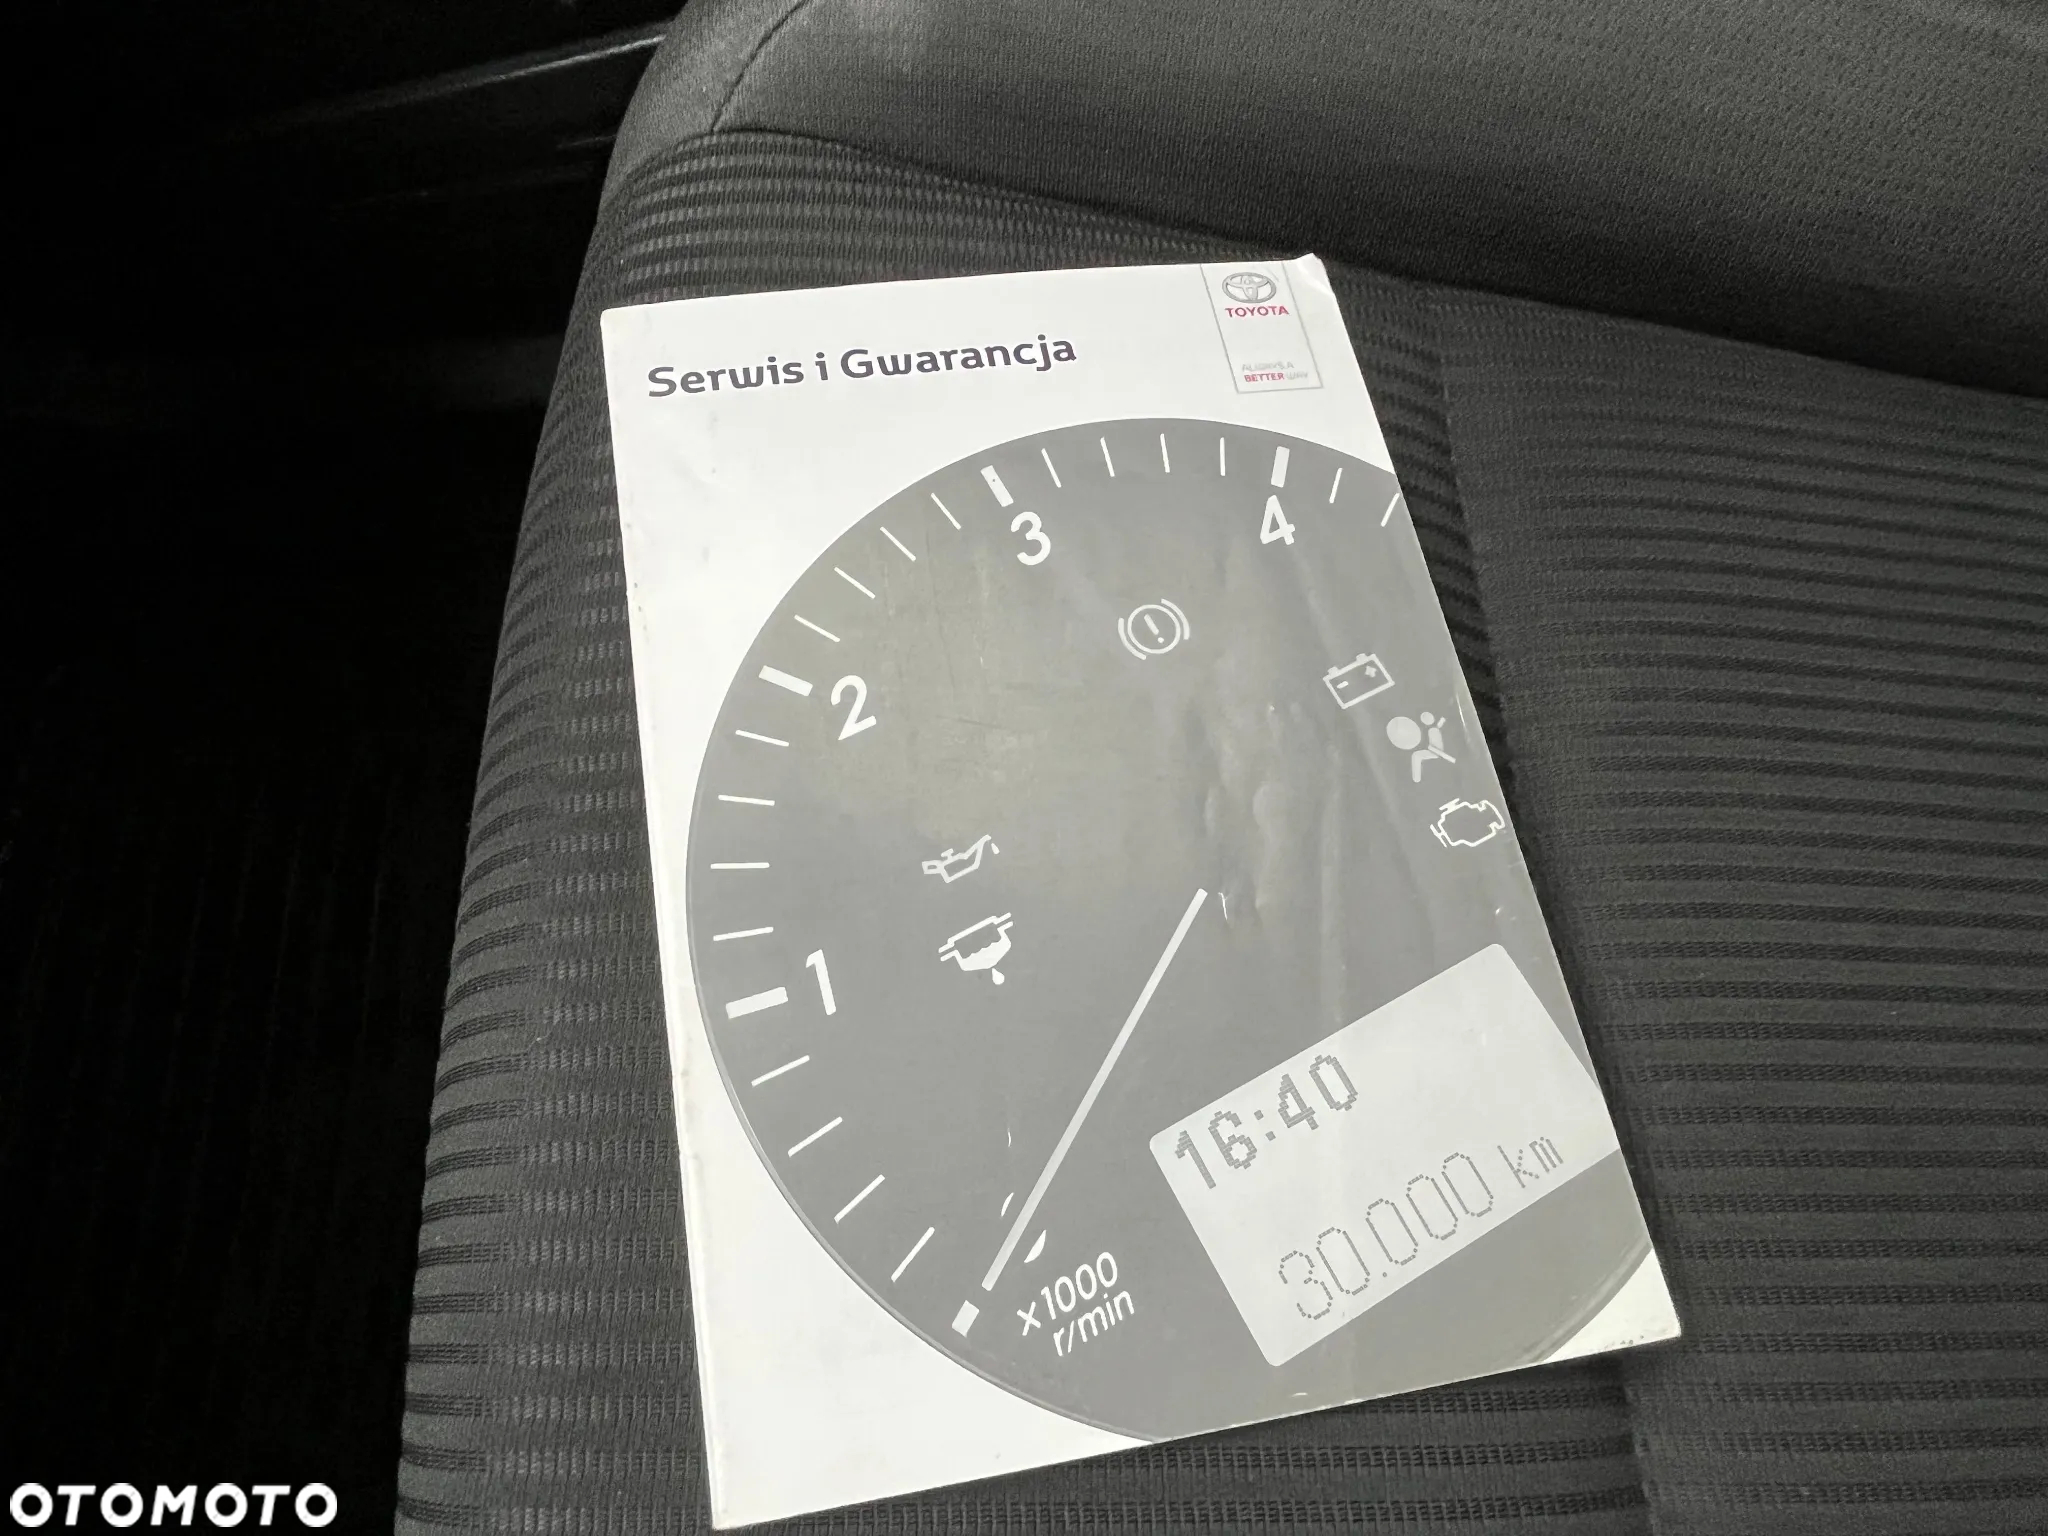 TOYOTA
Serwis i Gwarancja
ALWAYS A
BETTER WAY
3
4
2
1
16:40
30.000 km
x1000
r/min
OTOMOTO